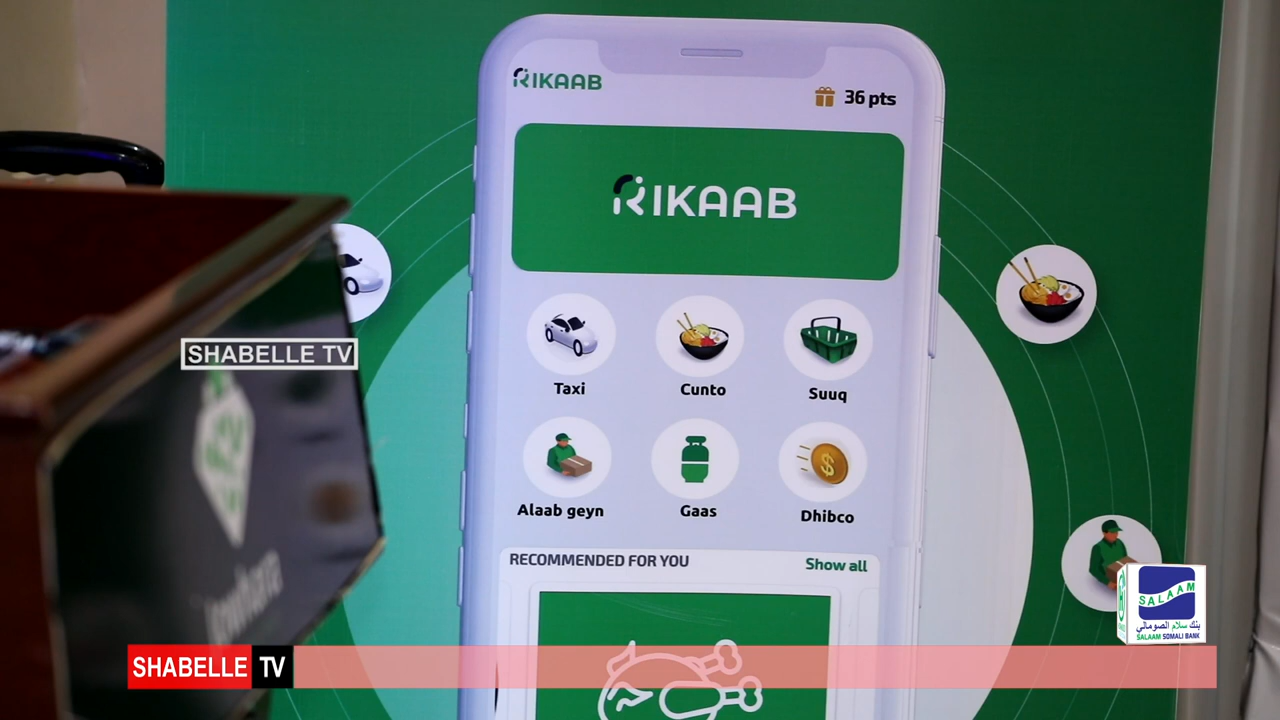 RIKAAB
36 pts
RIKAAB
Taxi
Cunto
Suuq
Alaab geyn
Gaas
Dhibco
RECOMMENDED FOR YOU
Show all
SHABELLE TV
SALAAM
بنك سلام الصومالي
SALAAM SOMALI BANK
SHABELLE TV